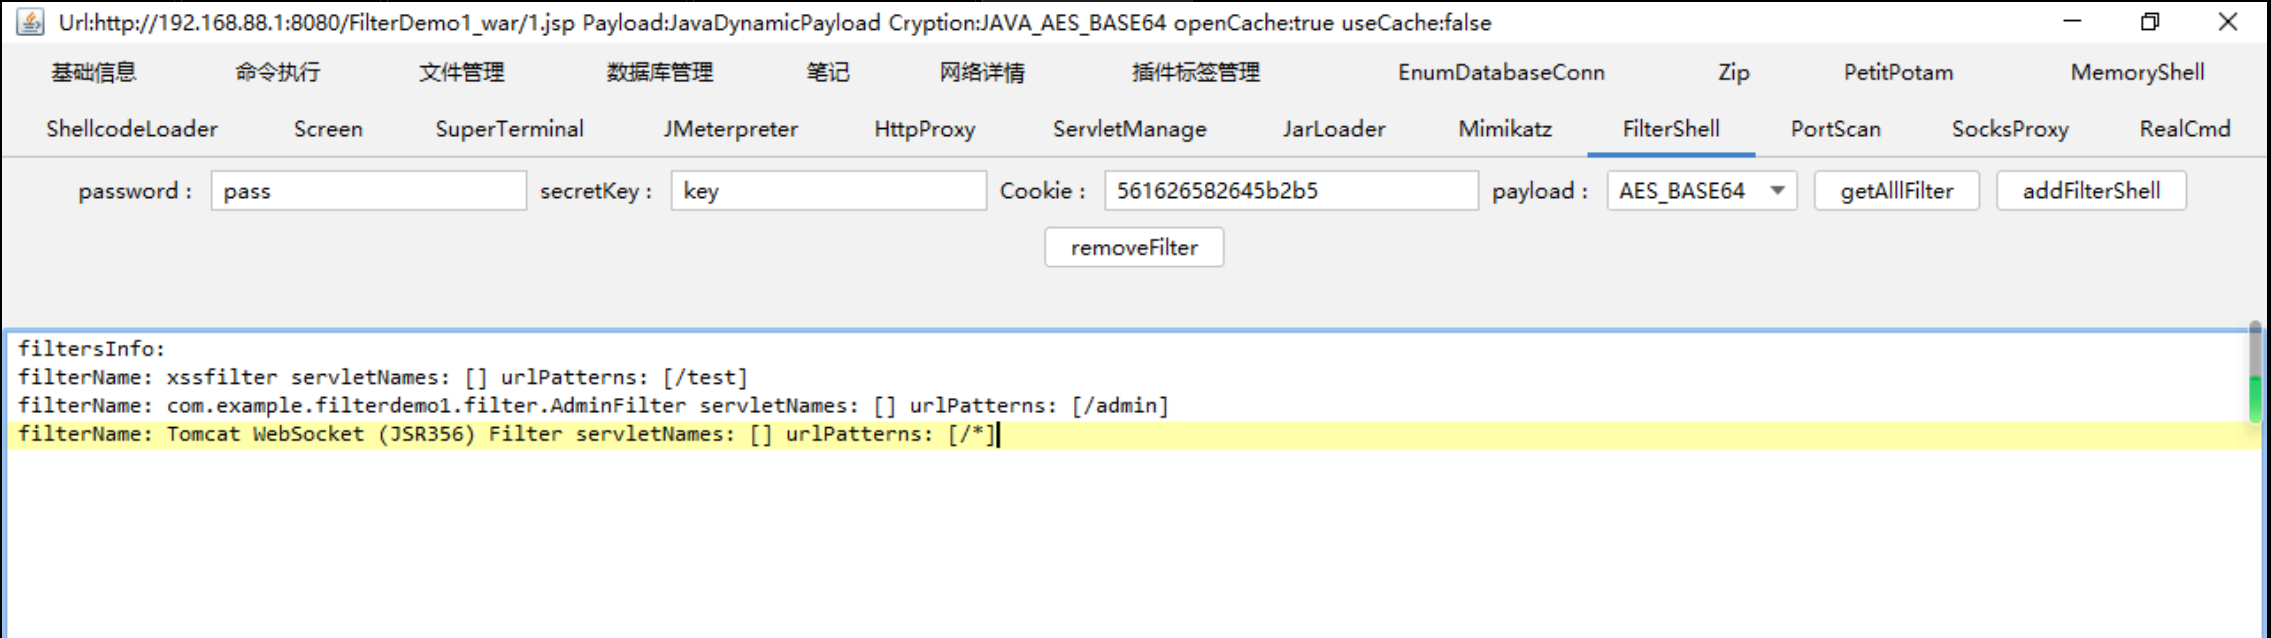 Url:http://192.168.88.1:8080/FilterDemo1_war/1.jsp Payload:JavaDynamicPayload Cryption:JAVA_AES_BASE64 openCache:true useCache:false
基础信息 命令执行 文件管理 数据库管理 笔记 网络详情 插件标签管理 EnumDatabaseConn Zip PetitPotam MemoryShell
ShellcodeLoader Screen SuperTerminal JMeterpreter HttpProxy ServletManage JarLoader Mimikatz FilterShell PortScan SocksProxy RealCmd
password : pass secretKey : key Cookie : 561626582645b2b5 payload : AES_BASE64 getAlllFilter addFilterShell
removeFilter
filtersInfo:
filterName: xssfilter servletNames: [] urlPatterns: [/test]
filterName: com.example.filterdemo1.filter.AdminFilter servletNames: [] urlPatterns: [/admin]
filterName: Tomcat WebSocket (JSR356) Filter servletNames: [] urlPatterns: [/*]